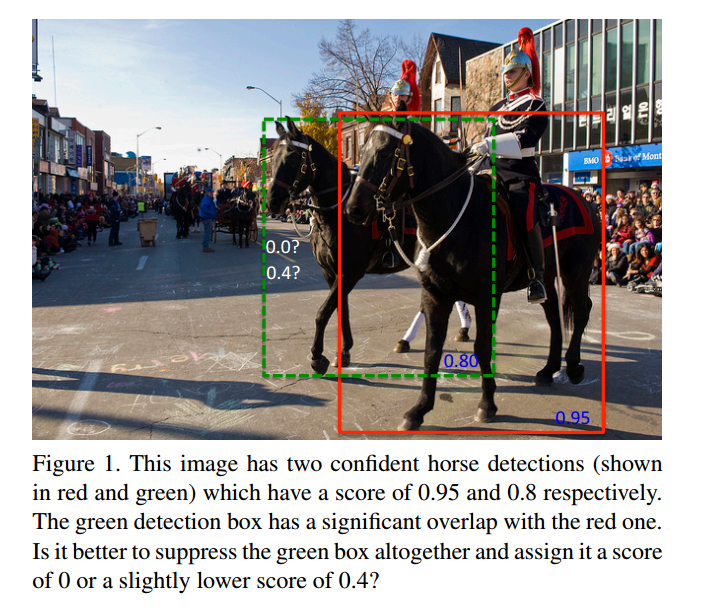 BMO Bank of Mont
0.0?
0.4?
0.80
0.95
Figure 1. This image has two confident horse detections (shown
in red and green) which have a score of 0.95 and 0.8 respectively.
The green detection box has a significant overlap with the red one.
Is it better to suppress the green box altogether and assign it a score
of 0 or a slightly lower score of 0.4?